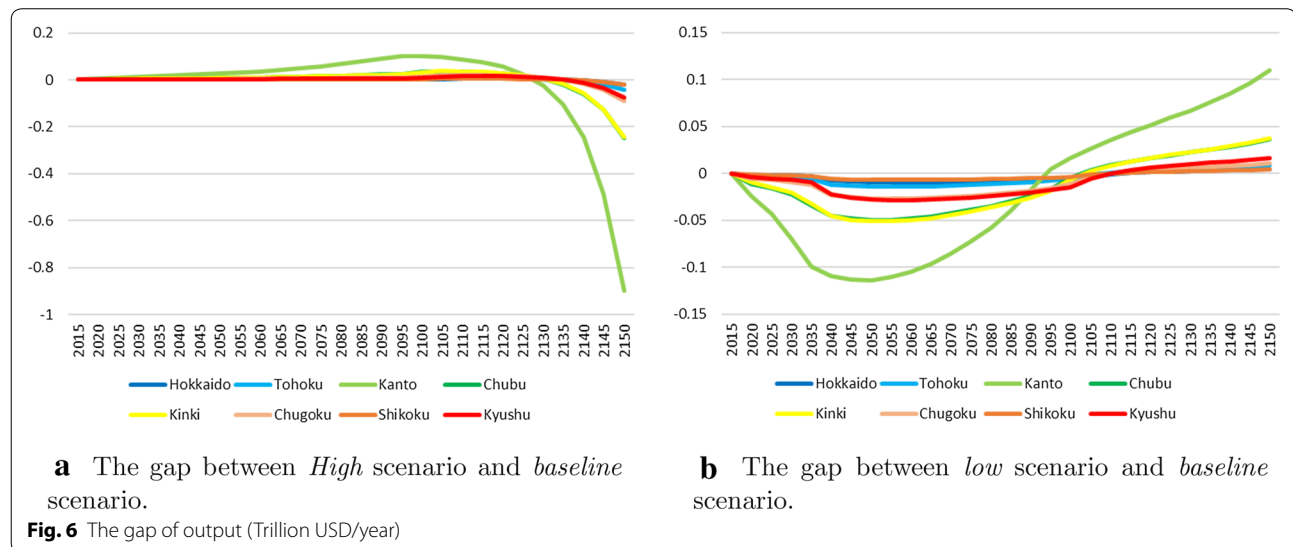 0.2
0
-0.2
-0.4
-0.6
-0.8
-1
2015 2020 2025 2030 2035 2040 2045 2050 2055 2060 2065 2070 2075 2080 2085 2090 2095 2100 2105 2110 2115 2120 2125 2130 2135 2140 2145 2150
Hokkaido Tohoku Kanto Chubu
Kinki Chugoku Shikoku Kyushu
a The gap between High scenario and baseline
scenario.
0.15
0.1
0.05
0
-0.05
-0.1
-0.15
2015 2020 2025 2030 2035 2040 2045 2050 2055 2060 2065 2070 2075 2080 2085 2090 2095 2100 2105 2110 2115 2120 2125 2130 2135 2140 2145 2150
Hokkaido Tohoku Kanto Chubu
Kinki Chugoku Shikoku Kyushu
b The gap between low scenario and baseline
scenario.
Fig. 6 The gap of output (Trillion USD/year)